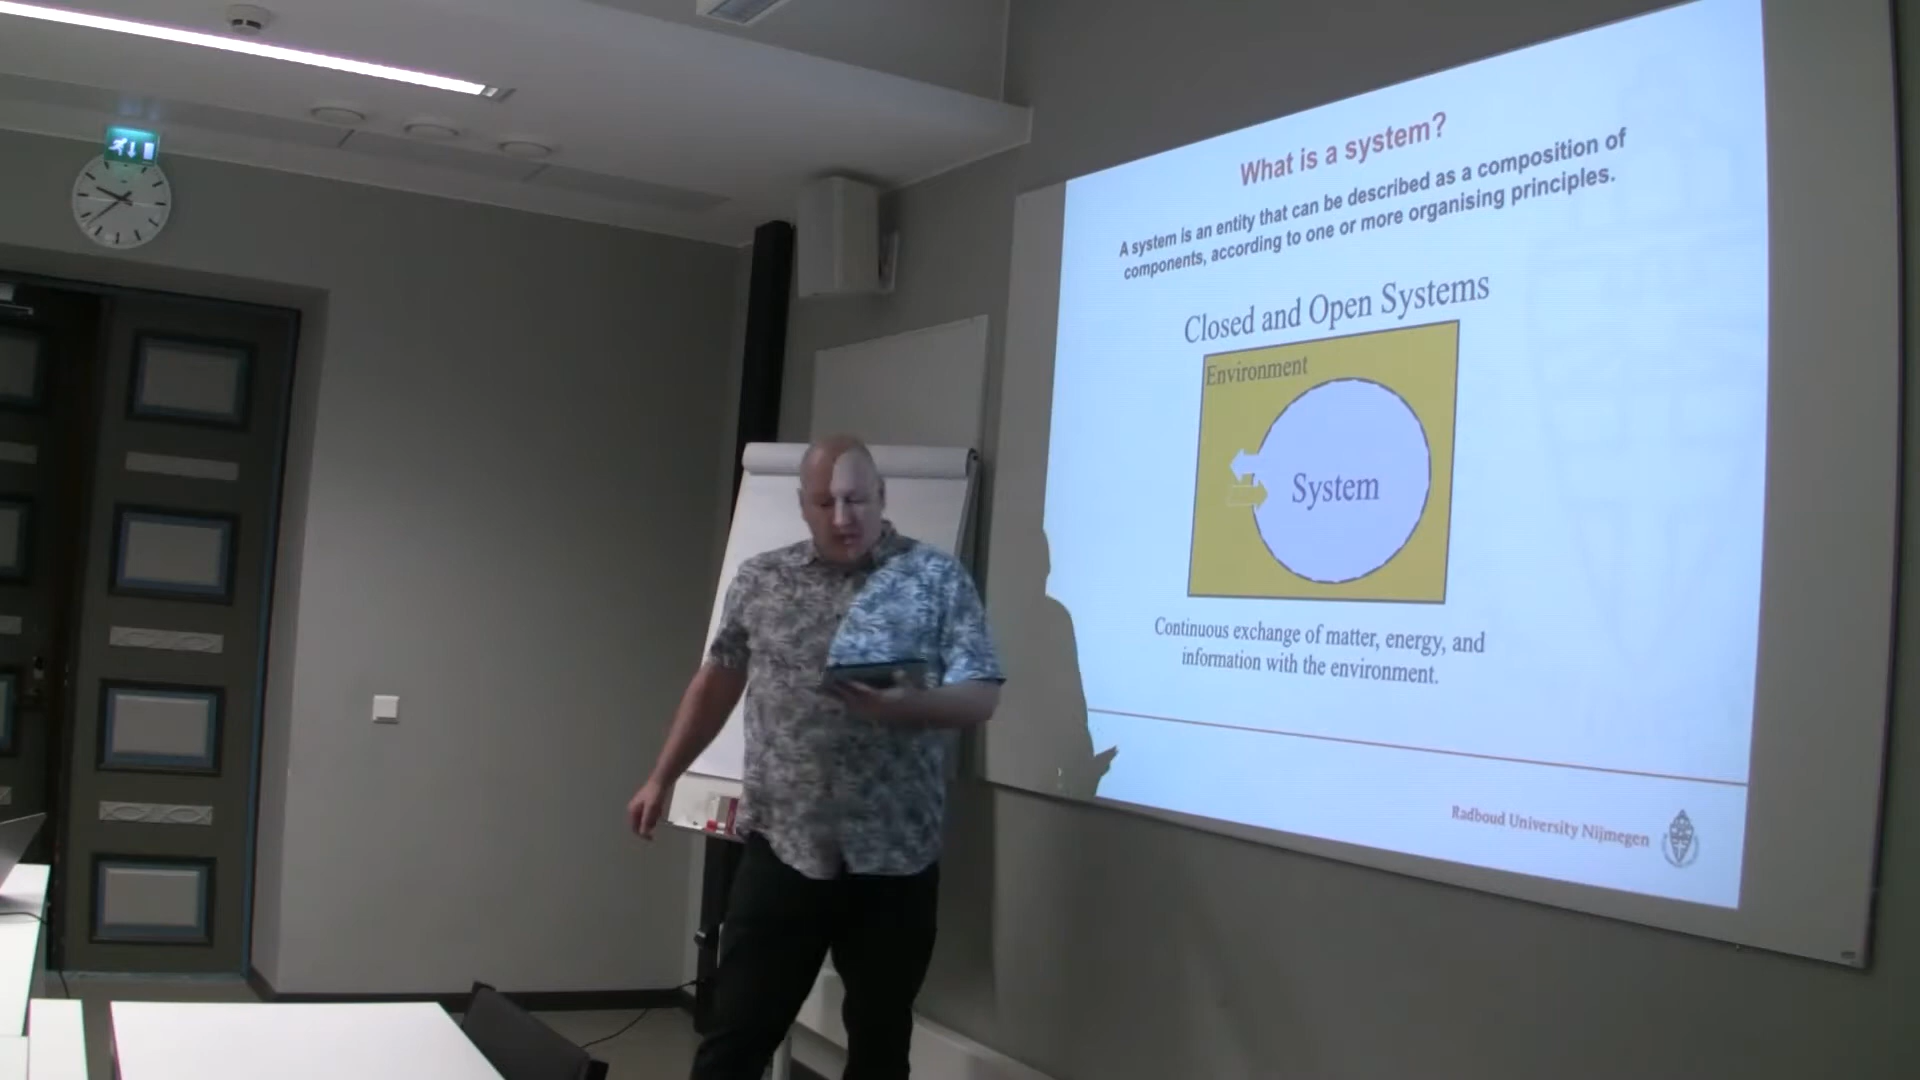 What is a system?
A system is an entity that can be described as a composition of
components, according to one or more organising principles.
Closed and Open Systems
Environment
System
Continuous exchange of matter, energy, and
information with the environment.
Radboud University Nijmegen